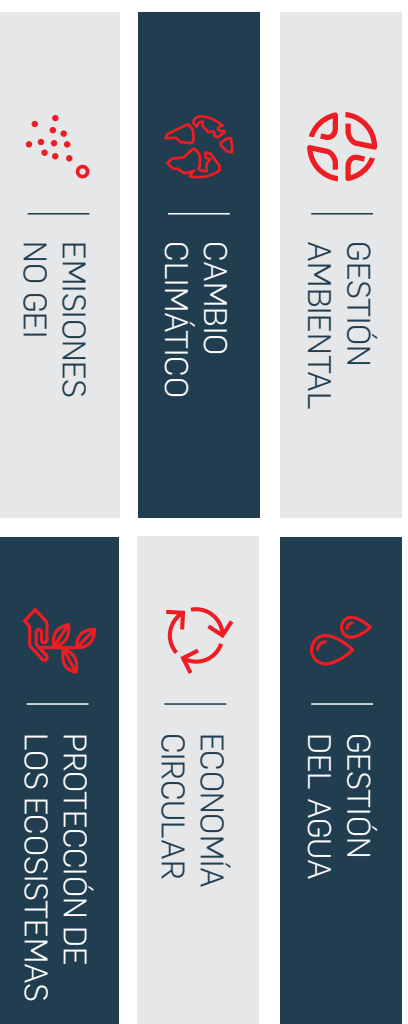 GESTIÓN
AMBIENTAL
GESTIÓN
DEL AGUA
CAMBIO
CLIMÁTICO
ECONOMÍA
CIRCULAR
EMISIONES
NO GEI
PROTECCIÓN DE
LOS ECOSISTEMAS